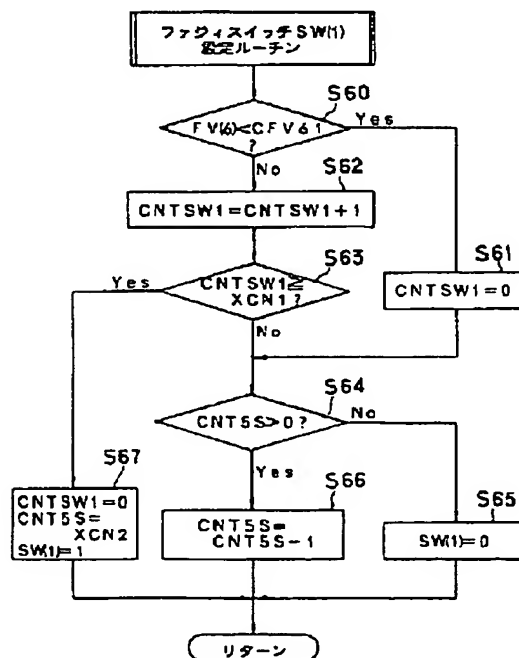 ファジィスイッチSW(1)
設定ルーチン
S60
FV(6)<CFV61
?
Yes
No
S62
CNTSW1=CNTSW1+1
S63
CNTSW1≧
XCN1?
Yes
No
S61
CNTSW1=0
S64
CNT5S>0?
No
Yes
S67
CNTSW1=0
CNT5S=
XCN2
SW(1)=1
S66
CNT5S=
CNT5S-1
S65
SW(1)=0
リターン